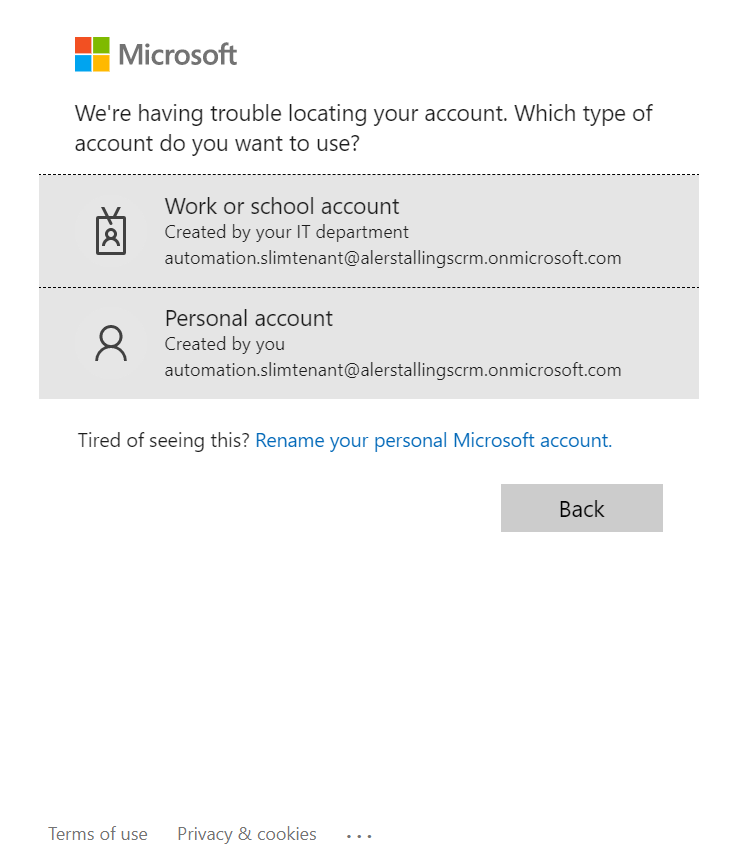 Microsoft
We're having trouble locating your account. Which type of
account do you want to use?
Work or school account
Created by your IT department
automation.slimtenant@alerstallingscrm.onmicrosoft.com
Personal account
Created by you
automation.slimtenant@alerstallingscrm.onmicrosoft.com
Tired of seeing this? Rename your personal Microsoft account.
Back
Terms of use Privacy & cookies ...